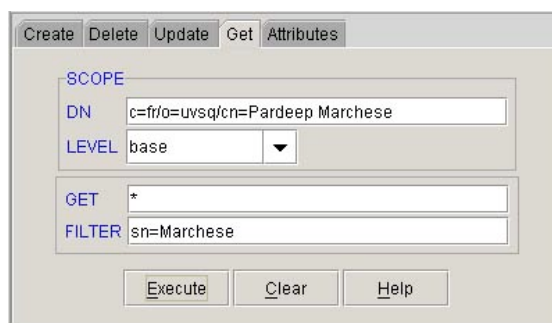 Create Delete Update Get Attributes
SCOPE
DN c=fr/o=uvsq/cn=Pardeep Marchese
LEVEL base
GET *
FILTER sn=Marchese
Execute Clear Help